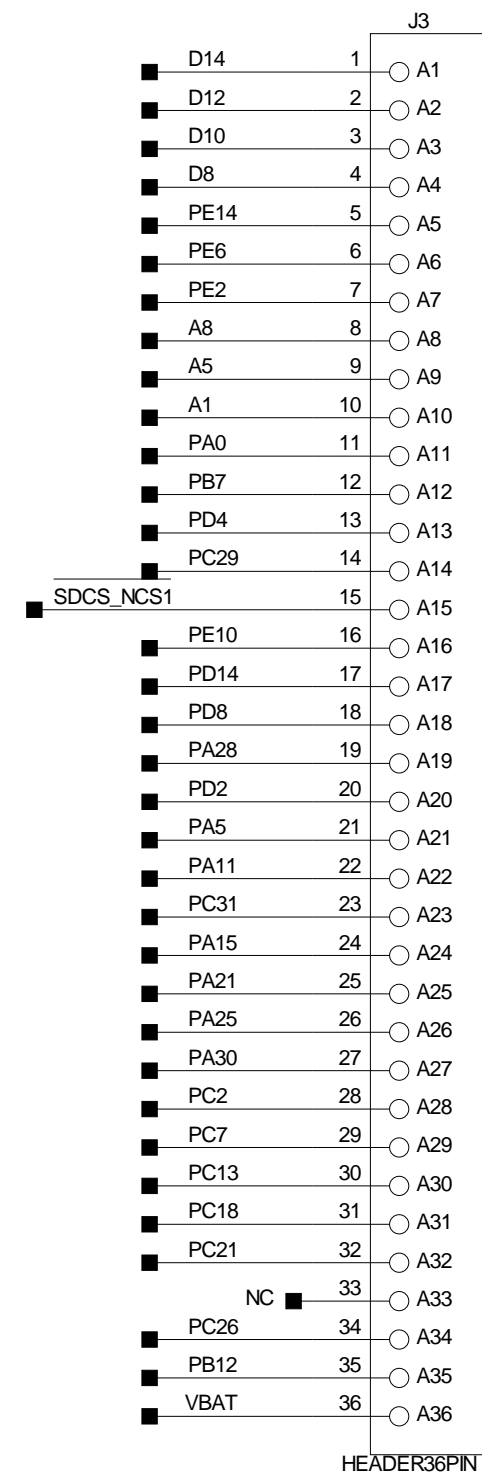 J3
D14 1 A1
D12 2 A2
D10 3 A3
D8 4 A4
PE14 5 A5
PE6 6 A6
PE2 7 A7
A8 8 A8
A5 9 A9
A1 10 A10
PA0 11 A11
PB7 12 A12
PD4 13 A13
PC29 14 A14
SDCS_NCS1 15 A15
PE10 16 A16
PD14 17 A17
PD8 18 A18
PA28 19 A19
PD2 20 A20
PA5 21 A21
PA11 22 A22
PC31 23 A23
PA15 24 A24
PA21 25 A25
PA25 26 A26
PA30 27 A27
PC2 28 A28
PC7 29 A29
PC13 30 A30
PC18 31 A31
PC21 32 A32
NC 33 A33
PC26 34 A34
PB12 35 A35
VBAT 36 A36
HEADER36PIN